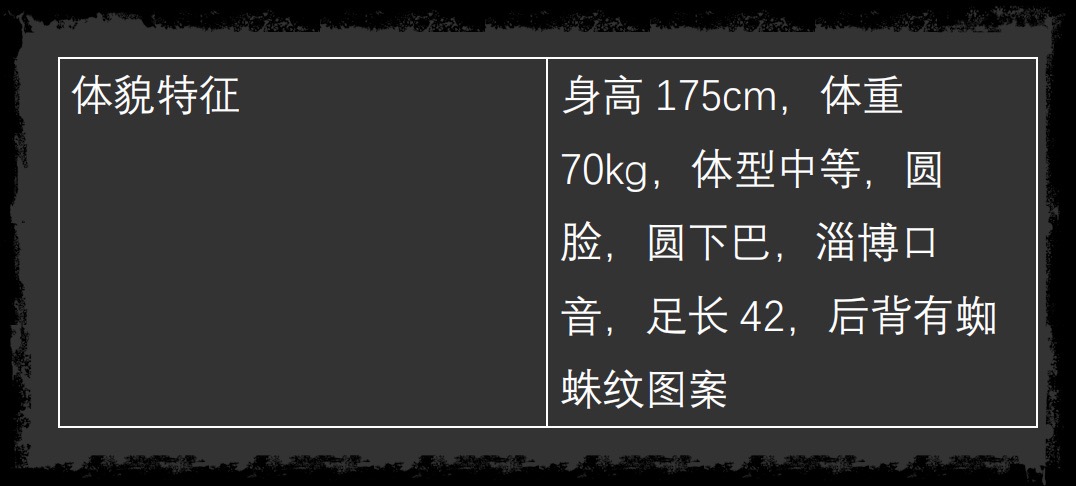 体貌特征
身高 175cm，体重
70kg，体型中等，圆
脸，圆下巴，淄博口
音，足长 42，后背有蜘
蛛纹图案